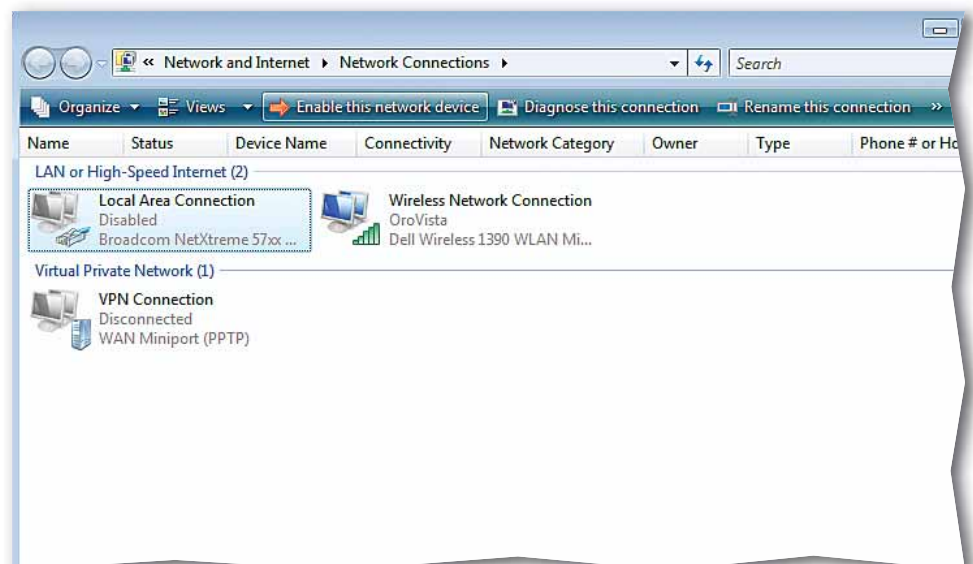 « Network and Internet ▸ Network Connections ▸ Search
Organize Views Enable this network device Diagnose this connection Rename this connection »
Name Status Device Name Connectivity Network Category Owner Type Phone # or Ho
LAN or High-Speed Internet (2)
Local Area Connection
Disabled
Broadcom NetXtreme 57xx ...
Wireless Network Connection
OroVista
Dell Wireless 1390 WLAN Mi...
Virtual Private Network (1)
VPN Connection
Disconnected
WAN Miniport (PPTP)